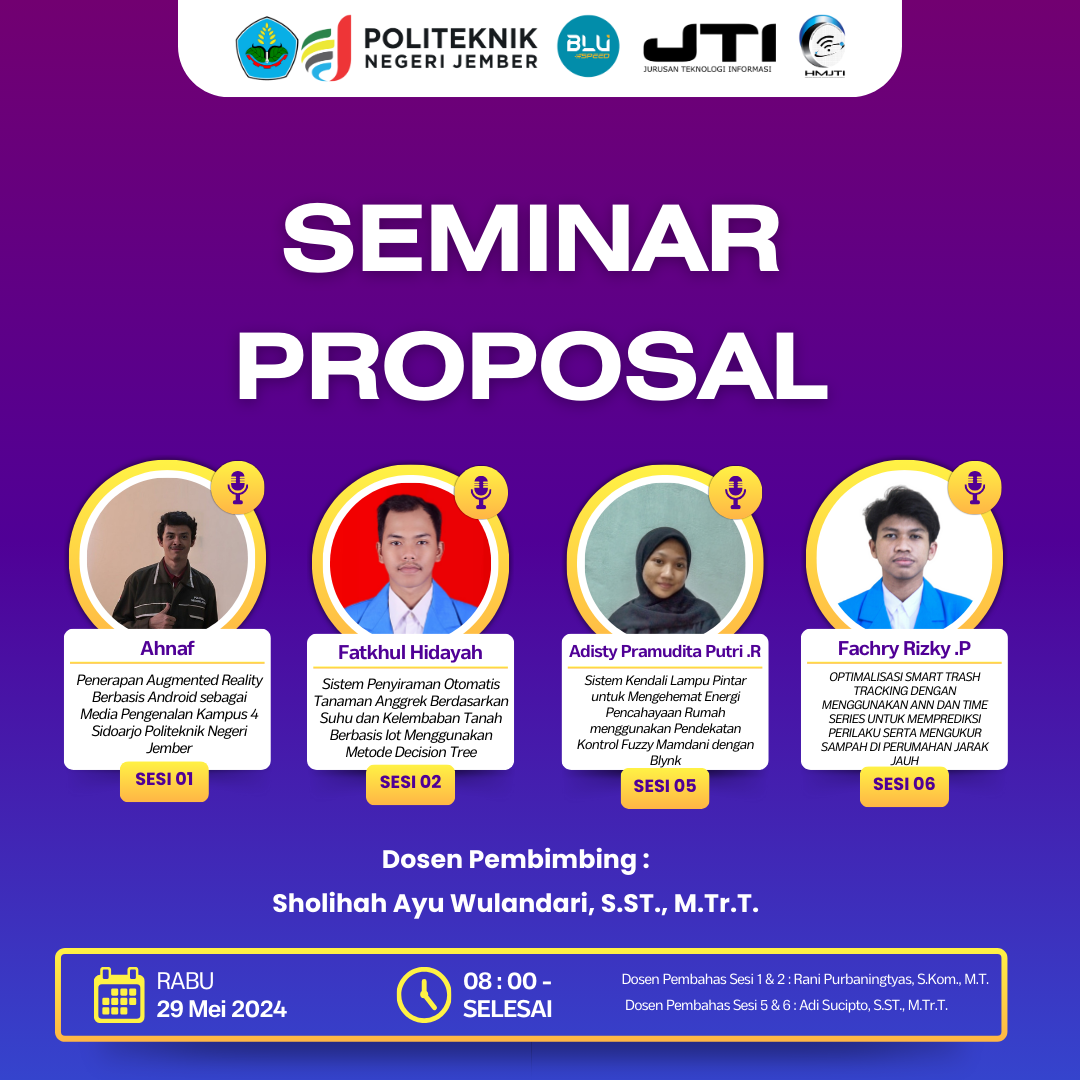 POLITEKNIK
NEGERI JEMBER
BLU
SPEED
JTI
JURUSAN TEKNOLOGI INFORMASI
HMJTI
SEMINAR
PROPOSAL
Ahnaf
Penerapan Augmented Reality
Berbasis Android sebagai
Media Pengenalan Kampus 4
Sidoarjo Politeknik Negeri
Jember
SESI 01
Fatkhul Hidayah
Sistem Penyiraman Otomatis
Tanaman Anggrek Berdasarkan
Suhu dan Kelembaban Tanah
Berbasis Iot Menggunakan
Metode Decision Tree
SESI 02
Adisty Pramudita Putri .R
Sistem Kendali Lampu Pintar
untuk Mengehemat Energi
Pencahayaan Rumah
menggunakan Pendekatan
Kontrol Fuzzy Mamdani dengan
Blynk
SESI 05
Fachry Rizky .P
OPTIMALISASI SMART TRASH
TRACKING DENGAN
MENGGUNAKAN ANN DAN TIME
SERIES UNTUK MEMPREDIKSI
PERILAKU SERTA MENGUKUR
SAMPAH DI PERUMAHAN JARAK
JAUH
SESI 06
Dosen Pembimbing :
Sholihah Ayu Wulandari, S.ST., M.Tr.T.
RABU
29 Mei 2024
08 : 00 -
SELESAI
Dosen Pembahas Sesi 1 & 2 : Rani Purbaningtyas, S.Kom., M.T.
Dosen Pembahas Sesi 5 & 6 : Adi Sucipto, S.ST., M.Tr.T.